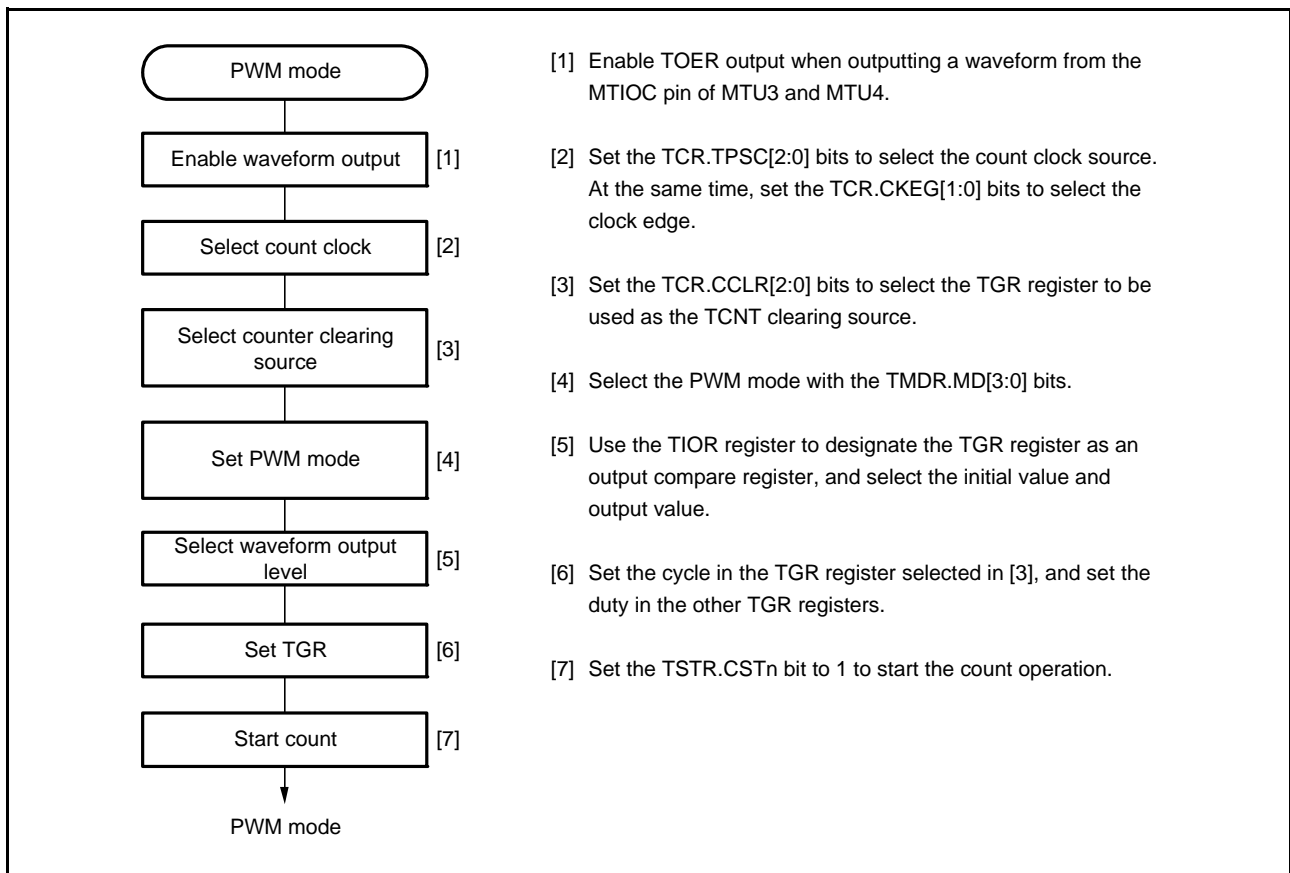 PWM mode
Enable waveform output [1]
Select count clock [2]
Select counter clearing
source [3]
Set PWM mode [4]
Select waveform output
level [5]
Set TGR [6]
Start count [7]
PWM mode
[1] Enable TOER output when outputting a waveform from the
MTIOC pin of MTU3 and MTU4.
[2] Set the TCR.TPSC[2:0] bits to select the count clock source.
At the same time, set the TCR.CKEG[1:0] bits to select the
clock edge.
[3] Set the TCR.CCLR[2:0] bits to select the TGR register to be
used as the TCNT clearing source.
[4] Select the PWM mode with the TMDR.MD[3:0] bits.
[5] Use the TIOR register to designate the TGR register as an
output compare register, and select the initial value and
output value.
[6] Set the cycle in the TGR register selected in [3], and set the
duty in the other TGR registers.
[7] Set the TSTR.CSTn bit to 1 to start the count operation.